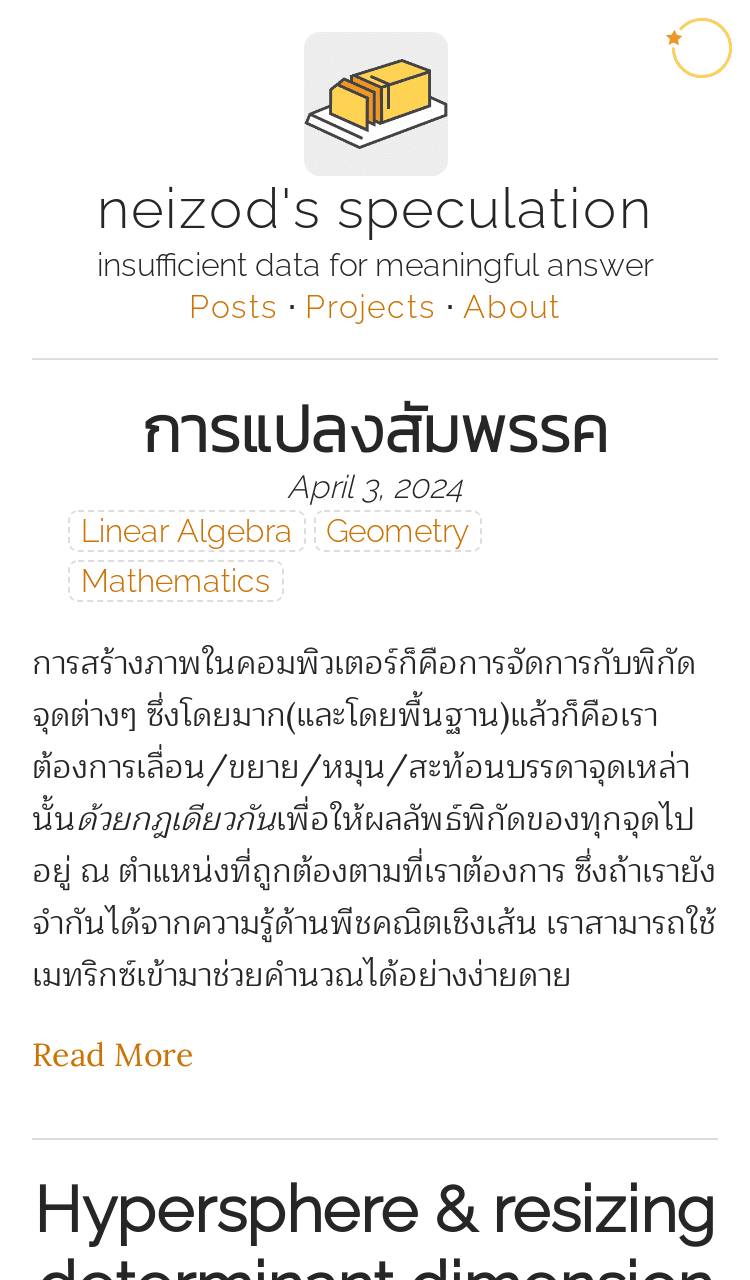 neizod's speculation
insufficient data for meaningful answer
Posts · Projects · About
การแปลงสัมพรรค
April 3, 2024
Linear Algebra Geometry
Mathematics
การสร้างภาพในคอมพิวเตอร์ก็คือการจัดการกับพิกัด
จุดต่างๆ ซึ่งโดยมาก(และโดยพื้นฐาน)แล้วก็คือเรา
ต้องการเลื่อน/ขยาย/หมุน/สะท้อนบรรดาจุดเหล่า
นั้นด้วยกฎเดียวกันเพื่อให้ผลลัพธ์พิกัดของทุกจุดไป
อยู่ ณ ตำแหน่งที่ถูกต้องตามที่เราต้องการ ซึ่งถ้าเรายัง
จำกันได้จากความรู้ด้านพีชคณิตเชิงเส้น เราสามารถใช้
เมทริกซ์เข้ามาช่วยคำนวณได้อย่างง่ายดาย
Read More
Hypersphere & resizing
determinant dimension